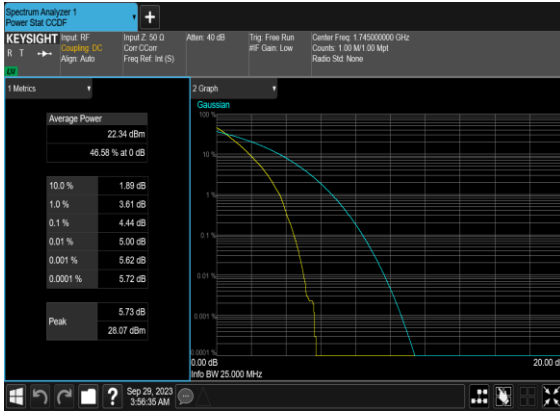 Spectrum Analyzer 1
Power Stat CCDF
KEYSIGHT
R T
Input: RF
Coupling: DC
Align: Auto
Input Z: 50 Ω
Corr CCorr
Freq Ref: Int (S)
Atten: 40 dB
Trig: Free Run
#IF Gain: Low
Center Freq: 1.745000000 GHz
Counts: 1.00 M/1.00 Mpt
Radio Std: None
1 Metrics
Average Power
22.34 dBm
46.58 % at 0 dB
10.0 % 1.89 dB
1.0 % 3.61 dB
0.1 % 4.44 dB
0.01 % 5.00 dB
0.001 % 5.62 dB
0.0001 % 5.72 dB
Peak
5.73 dB
28.07 dBm
2 Graph
Gaussian
100 %
10 %
1 %
0.1 %
0.01 %
0.001 %
0.0001 %
0.00 dB
20.00 d
Info BW 25.000 MHz
?
Sep 29, 2023
3:56:35 AM